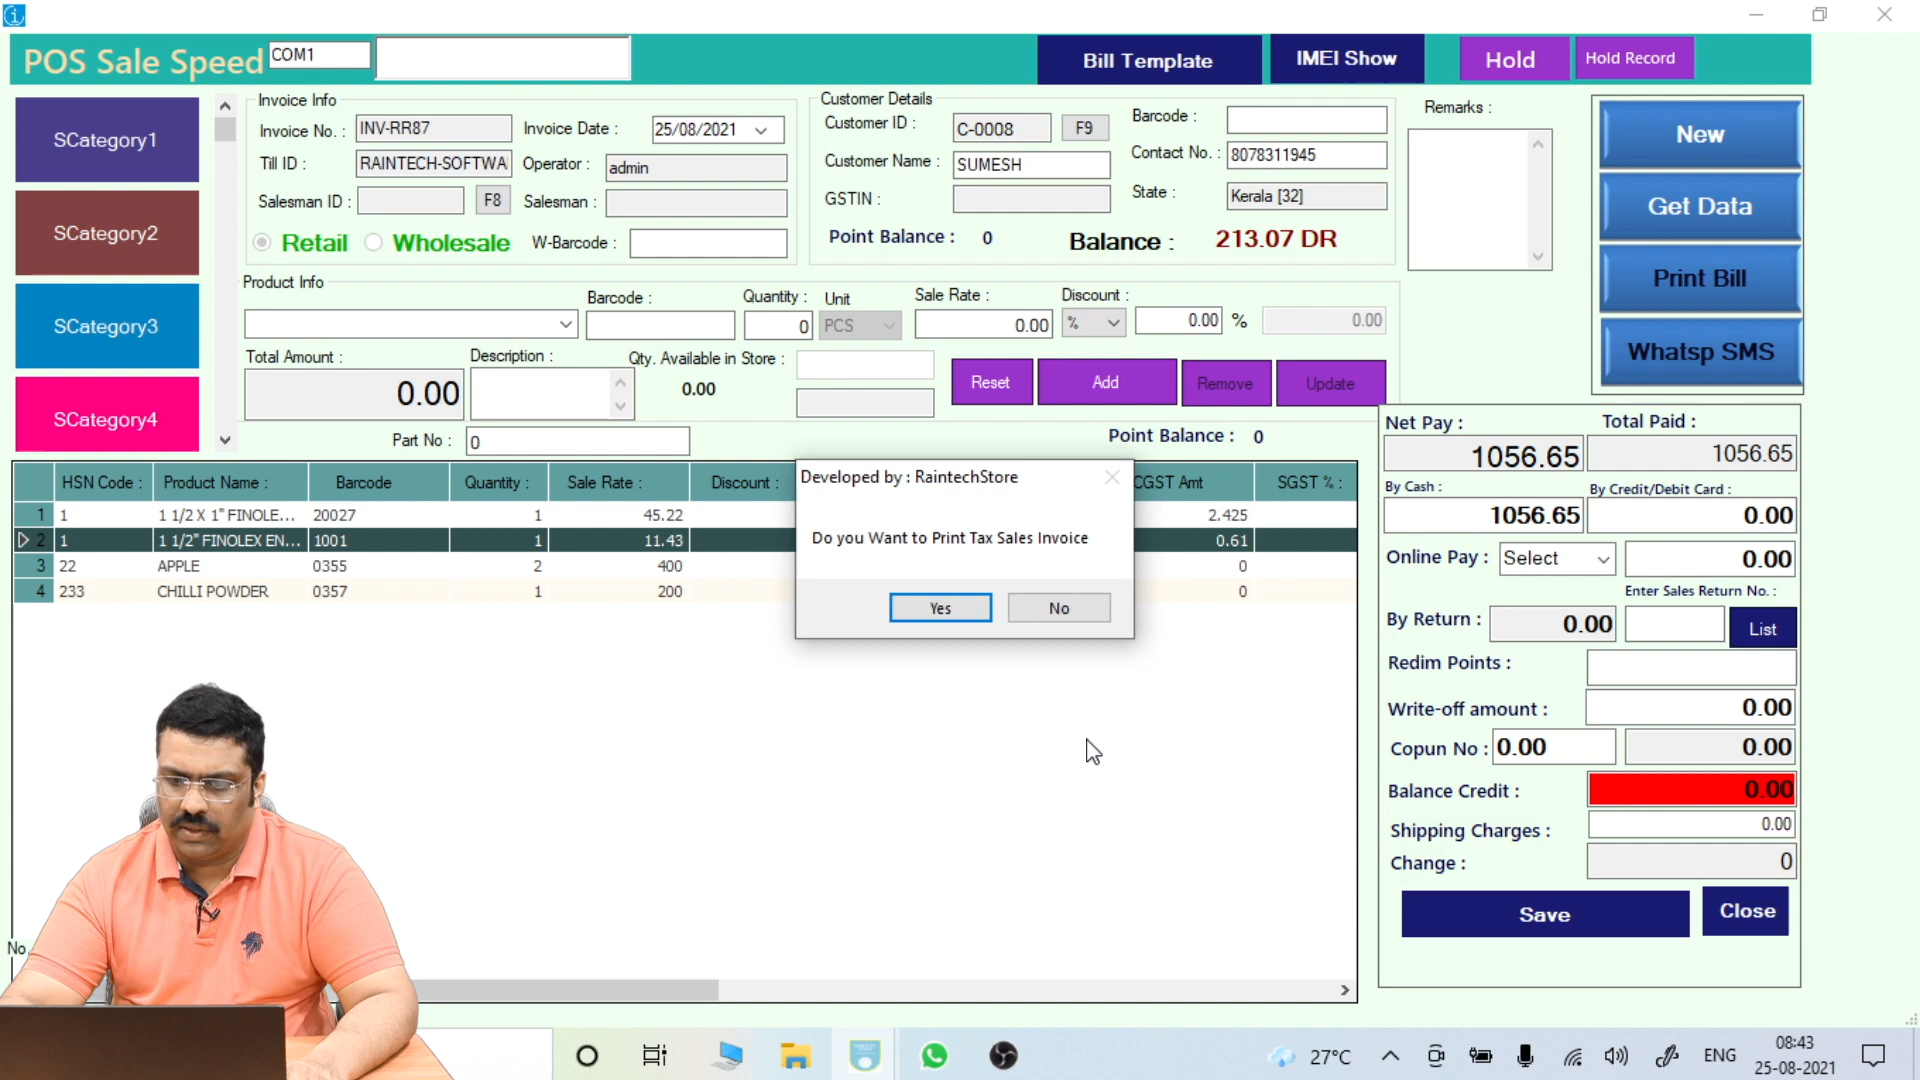 POS Sale Speed COM1
Bill Template
IMEI Show
Hold
Hold Record
SCategory1
SCategory2
SCategory3
SCategory4
Invoice Info
Invoice No. : INV-RR87 Invoice Date : 25/08/2021
Till ID : RAINTECH-SOFTWA Operator : admin
Salesman ID : F8 Salesman :
Retail Wholesale W-Barcode :
Customer Details
Customer ID : C-0008 F9 Barcode :
Customer Name : SUMESH Contact No. : 8078311945
GSTIN : State : Kerala [32]
Point Balance : 0 Balance : 213.07 DR
Remarks :
New
Get Data
Print Bill
Whatsp SMS
Product Info
Barcode : Quantity : Unit Sale Rate : Discount :
0 PCS 0.00 % 0.00 % 0.00
Total Amount : Description : Qty. Available in Store :
0.00 0.00
Reset Add Remove Update
Part No : 0 Point Balance : 0
HSN Code : Product Name : Barcode Quantity : Sale Rate : Discount : CGST Amt SGST % :
1 1 1 1/2 X 1" FINOLE... 20027 1 45.22 2.425
2 1 1 1/2" FINOLEX EN... 1001 1 11.43 0.61
3 22 APPLE 0355 2 400 0
4 233 CHILLI POWDER 0357 1 200 0
Developed by : RaintechStore
Do you Want to Print Tax Sales Invoice
Yes No
Net Pay : Total Paid :
1056.65 1056.65
By Cash : By Credit/Debit Card :
1056.65 0.00
Online Pay : Select 0.00
Enter Sales Return No. :
By Return : 0.00 List
Redim Points :
Write-off amount : 0.00
Copun No : 0.00 0.00
Balance Credit : 0.00
Shipping Charges : 0.00
Change : 0
Save Close
No
27°C ENG 08:43
25-08-2021